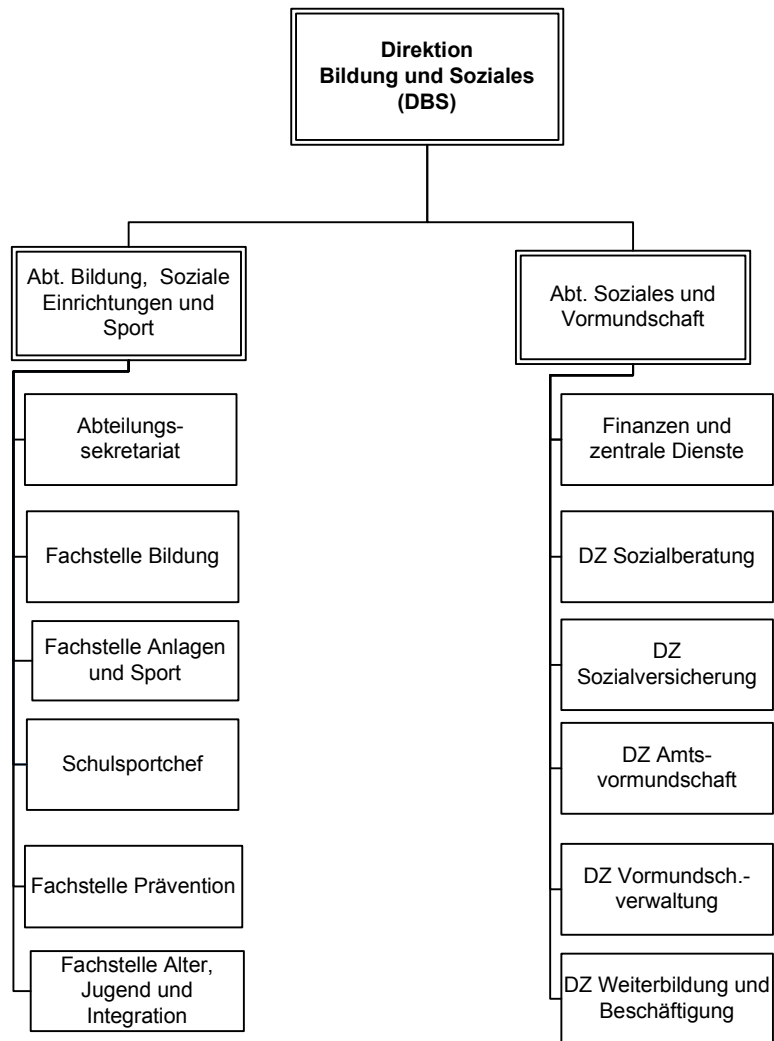 Direktion
Bildung und Soziales
(DBS)
Abt. Bildung, Soziale
Einrichtungen und
Sport
Abteilungs-
sekretariat
Fachstelle Bildung
Fachstelle Anlagen
und Sport
Schulsportchef
Fachstelle Prävention
Fachstelle Alter,
Jugend und
Integration
Abt. Soziales und
Vormundschaft
Finanzen und
zentrale Dienste
DZ Sozialberatung
DZ
Sozialversicherung
DZ Amts-
vormundschaft
DZ Vormundsch.-
verwaltung
DZ Weiterbildung und
Beschäftigung